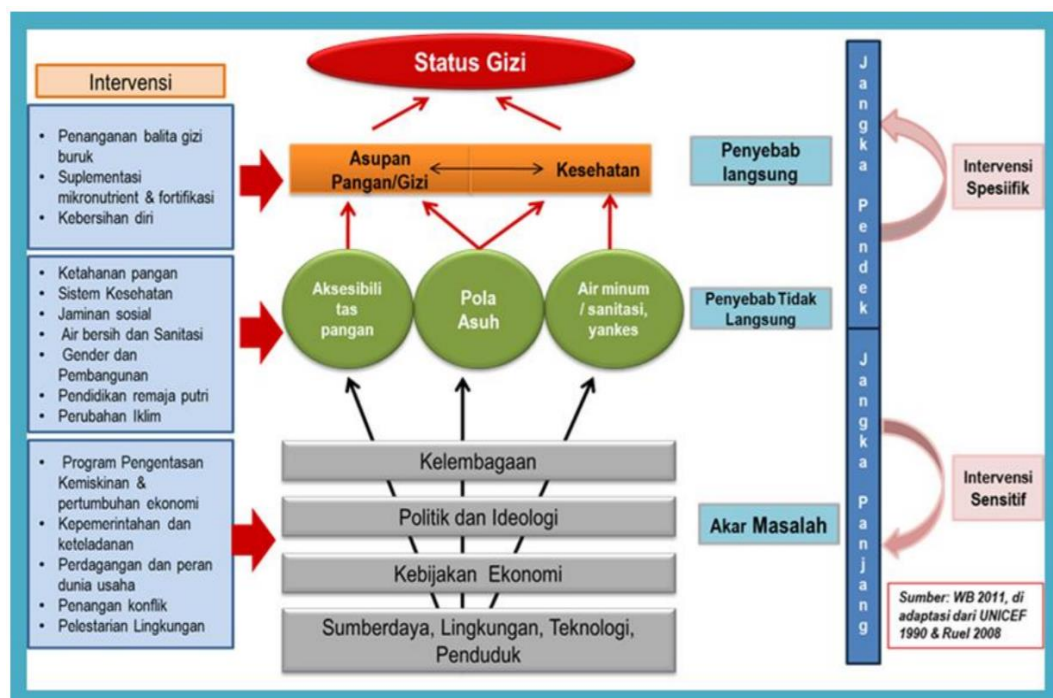 Status Gizi
Intervensi
• Penanganan balita gizi
buruk
• Suplementasi
mikronutrient & fortifikasi
• Kebersihan diri
Asupan
Pangan/Gizi
Kesehatan
Penyebab
langsung
• Ketahanan pangan
• Sistem Kesehatan
• Jaminan sosial
• Air bersih dan Sanitasi
• Gender dan
Pembangunan
• Pendidikan remaja putri
• Perubahan Iklim
Aksesibili
tas
pangan
Pola
Asuh
Air minum
/ sanitasi,
yankes
Penyebab Tidak
Langsung
• Program Pengentasan
Kemiskinan &
pertumbuhan ekonomi
• Kepemerintahan dan
keteladanan
• Perdagangan dan peran
dunia usaha
• Penangan konflik
• Pelestarian Lingkungan
Kelembagaan
Politik dan Ideologi
Kebijakan Ekonomi
Sumberdaya, Lingkungan, Teknologi,
Penduduk
Akar Masalah
Jangka Pendek
Jangka Panjang
Intervensi
Spesiifik
Intervensi
Sensitif
Sumber: WB 2011, di
adaptasi dari UNICEF
1990 & Ruel 2008